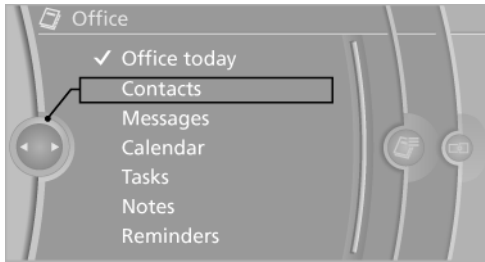 Office
Office today
Contacts
Messages
Calendar
Tasks
Notes
Reminders